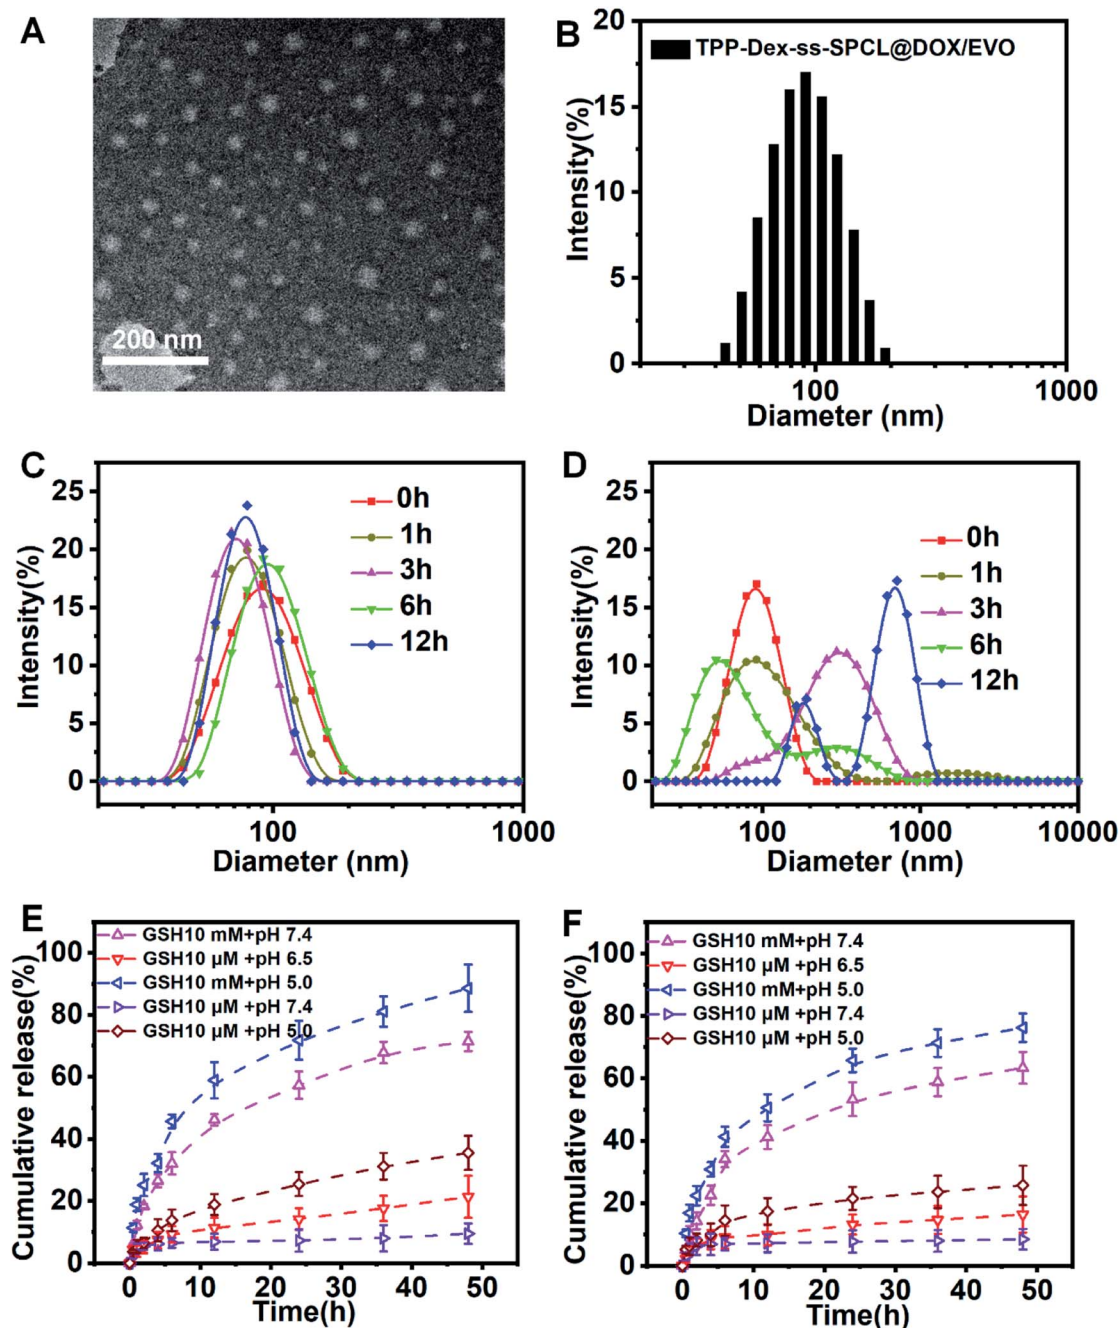 A
200 nm
B
TPP-Dex-ss-SPCL@DOX/EVO
Intensity(%)
20
15
10
5
0
100
1000
Diameter (nm)
C
Intensity(%)
25
20
15
10
5
0
0h
1h
3h
6h
12h
100
1000
Diameter (nm)
D
Intensity(%)
25
20
15
10
5
0
0h
1h
3h
6h
12h
100
1000
10000
Diameter (nm)
E
Cumulative release(%)
100
80
60
40
20
0
GSH10 mM+pH 7.4
GSH10 µM +pH 6.5
GSH10 mM+pH 5.0
GSH10 µM +pH 7.4
GSH10 µM +pH 5.0
0
10
20
30
40
50
Time(h)
F
Cumulative release(%)
100
80
60
40
20
0
GSH10 mM+pH 7.4
GSH10 µM +pH 6.5
GSH10 mM+pH 5.0
GSH10 µM +pH 7.4
GSH10 µM +pH 5.0
0
10
20
30
40
50
Time(h)